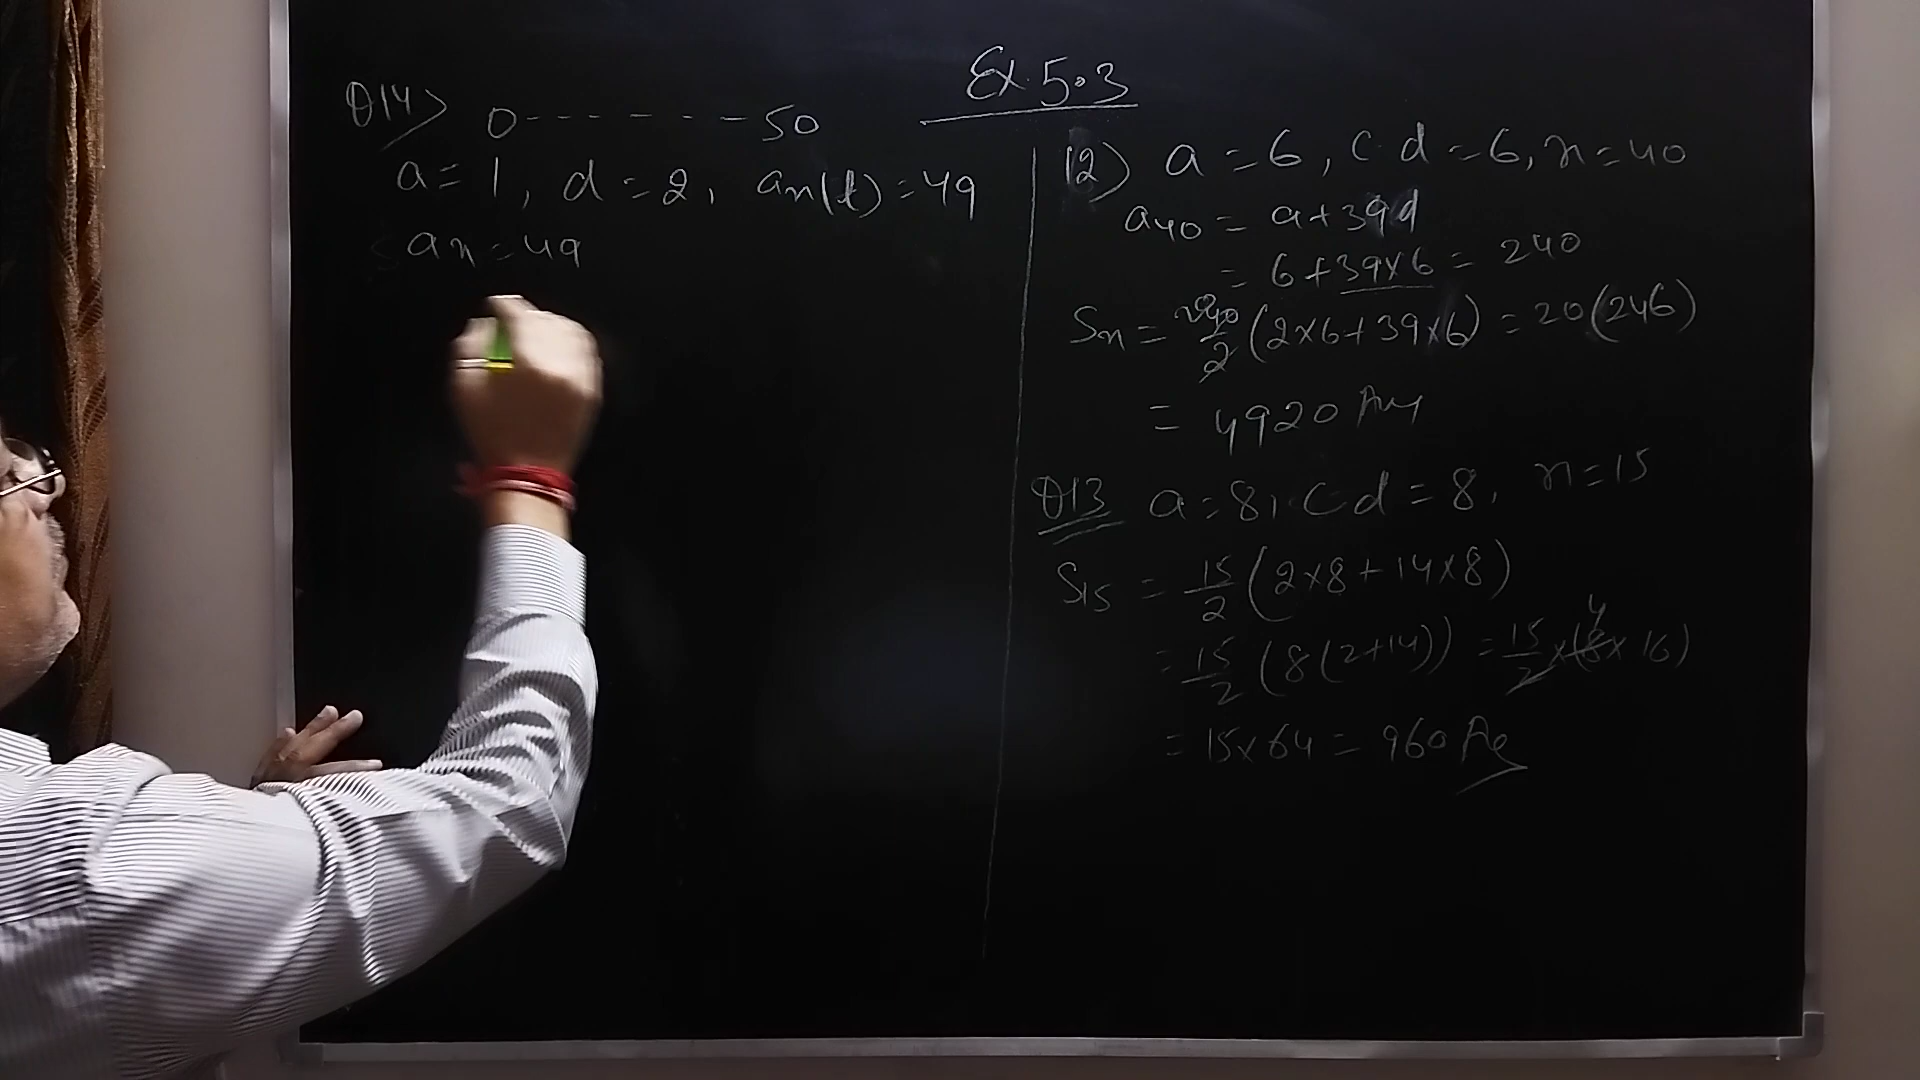 Ex. 5.3
Q14> 0 - - - - - - - 50
a = 1, d = 2, an(l) = 49
an = 49
12) a = 6, C d = 6, n = 40
a40 = a + 39d
= 6 + 39×6 = 240
Sn = 40/2 (2×6 + 39×6) = 20(246)
= 4920 Ans
Q13 a = 8, C d = 8, n = 15
S15 = 15/2 (2×8 + 14×8)
= 15/2 (8(2+14)) = 15/2 × (8 × 16)
= 15×64 = 960 Ans